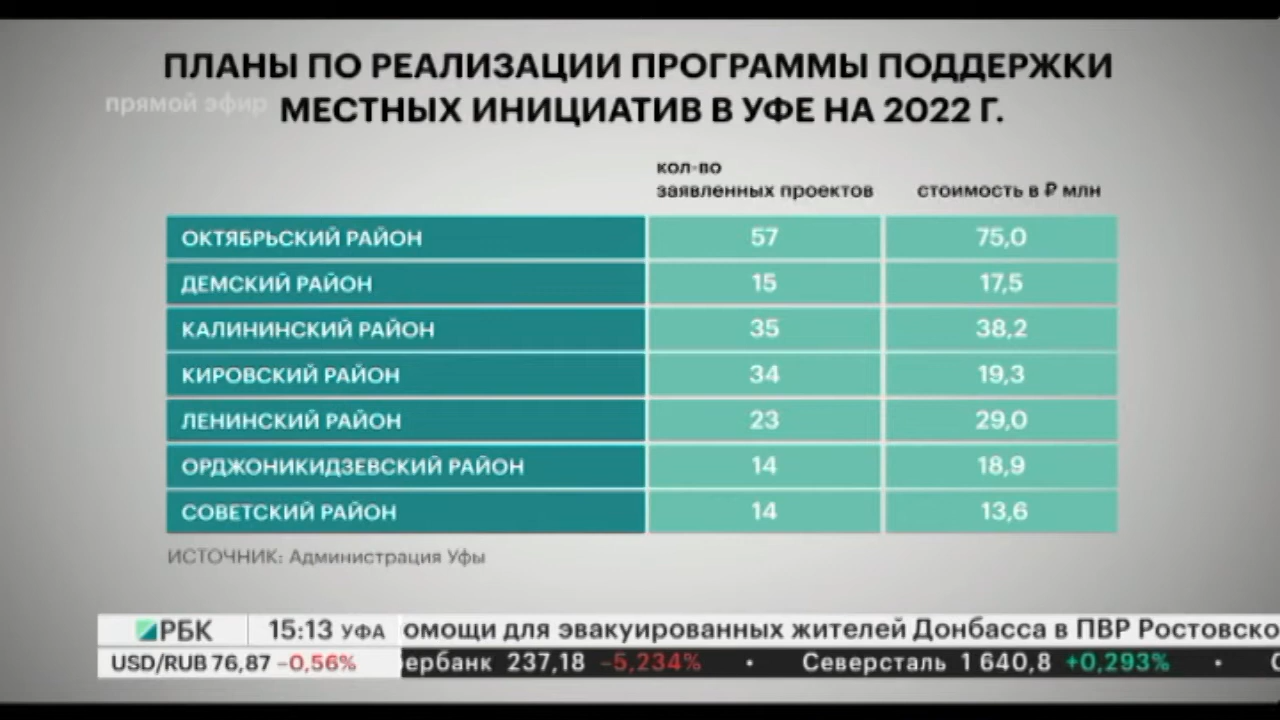 ПЛАНЫ ПО РЕАЛИЗАЦИИ ПРОГРАММЫ ПОДДЕРЖКИ
МЕСТНЫХ ИНИЦИАТИВ В УФЕ НА 2022 Г.
прямой эфир
кол-во
заявленных проектов стоимость в ₽ млн
ОКТЯБРЬСКИЙ РАЙОН 57 75,0
ДЕМСКИЙ РАЙОН 15 17,5
КАЛИНИНСКИЙ РАЙОН 35 38,2
КИРОВСКИЙ РАЙОН 34 19,3
ЛЕНИНСКИЙ РАЙОН 23 29,0
ОРДЖОНИКИДЗЕВСКИЙ РАЙОН 14 18,9
СОВЕТСКИЙ РАЙОН 14 13,6
ИСТОЧНИК: Администрация Уфы
РБК 15:13 УФА омощи для эвакуированных жителей Донбасса в ПВР Ростовско
USD/RUB 76,87 -0,56% ербанк 237,18 -5,234% • Северсталь 1 640,8 +0,293% •